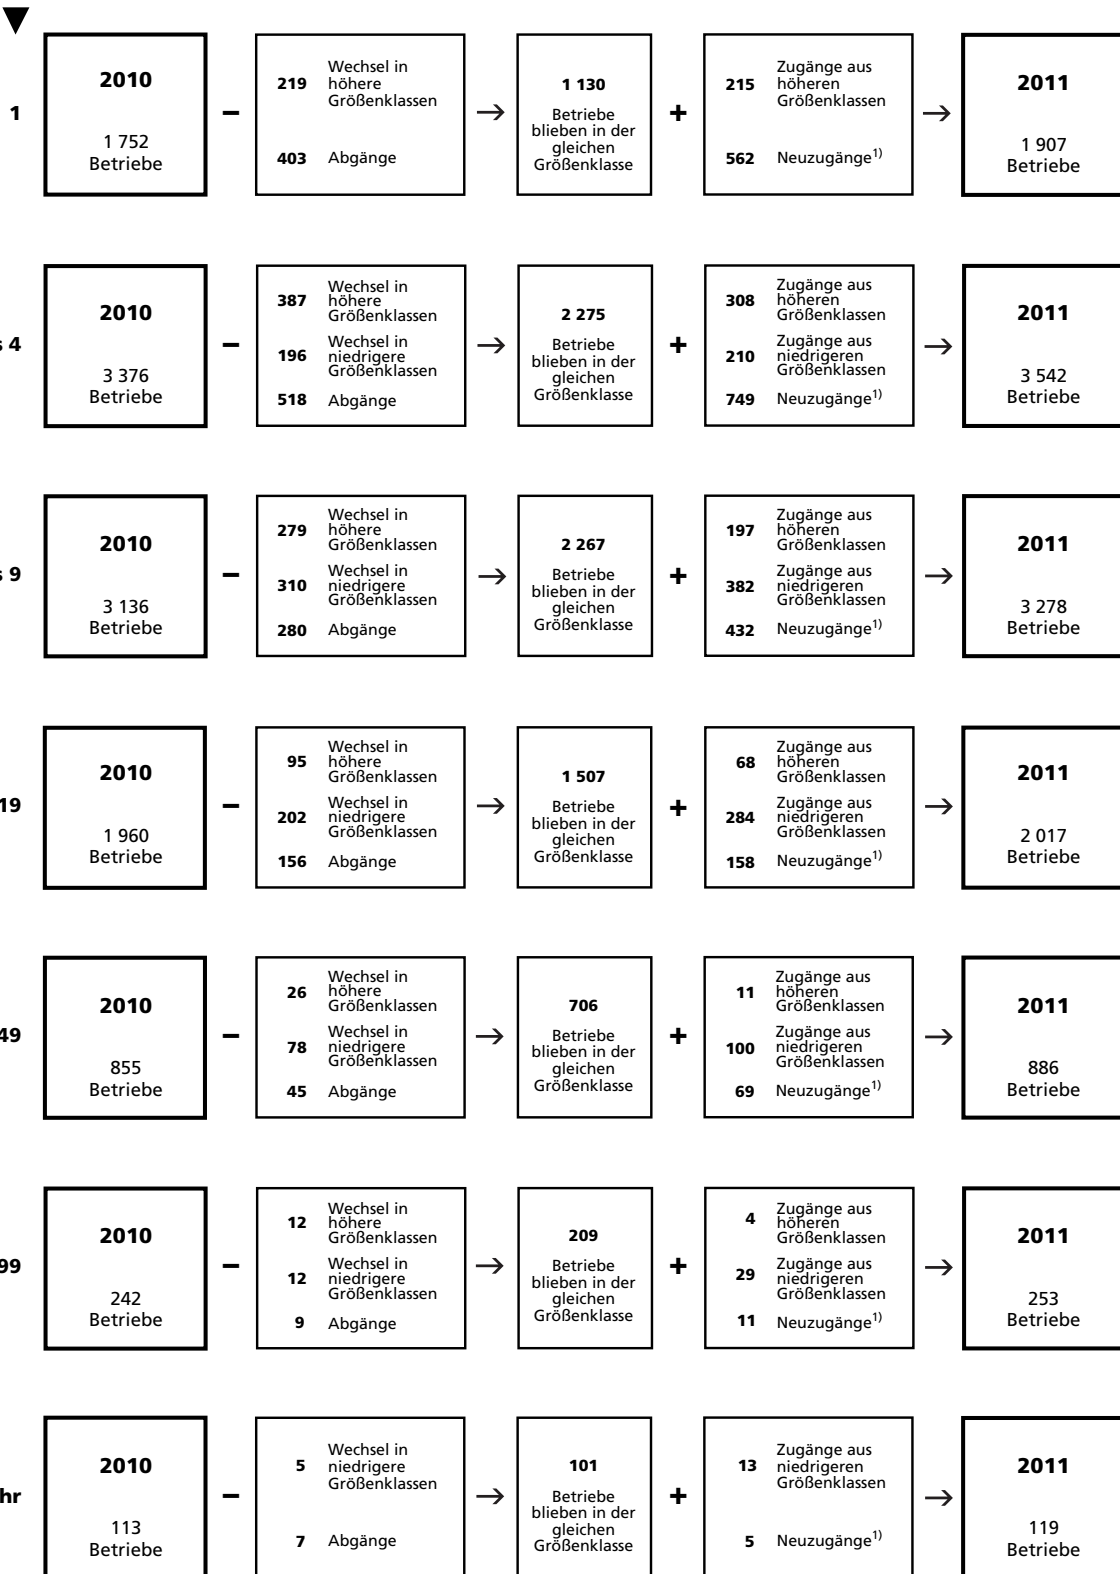 1
2010
1 752
Betriebe
–
219 Wechsel in
höhere
Größenklassen
403 Abgänge
→
1 130
Betriebe
blieben in der
gleichen
Größenklasse
+
215 Zugänge aus
höheren
Größenklassen
562 Neuzugänge1)
→
2011
1 907
Betriebe
s 4
2010
3 376
Betriebe
–
387 Wechsel in
höhere
Größenklassen
196 Wechsel in
niedrigere
Größenklassen
518 Abgänge
→
2 275
Betriebe
blieben in der
gleichen
Größenklasse
+
308 Zugänge aus
höheren
Größenklassen
210 Zugänge aus
niedrigeren
Größenklassen
749 Neuzugänge1)
→
2011
3 542
Betriebe
s 9
2010
3 136
Betriebe
–
279 Wechsel in
höhere
Größenklassen
310 Wechsel in
niedrigere
Größenklassen
280 Abgänge
→
2 267
Betriebe
blieben in der
gleichen
Größenklasse
+
197 Zugänge aus
höheren
Größenklassen
382 Zugänge aus
niedrigeren
Größenklassen
432 Neuzugänge1)
→
2011
3 278
Betriebe
19
2010
1 960
Betriebe
–
95 Wechsel in
höhere
Größenklassen
202 Wechsel in
niedrigere
Größenklassen
156 Abgänge
→
1 507
Betriebe
blieben in der
gleichen
Größenklasse
+
68 Zugänge aus
höheren
Größenklassen
284 Zugänge aus
niedrigeren
Größenklassen
158 Neuzugänge1)
→
2011
2 017
Betriebe
49
2010
855
Betriebe
–
26 Wechsel in
höhere
Größenklassen
78 Wechsel in
niedrigere
Größenklassen
45 Abgänge
→
706
Betriebe
blieben in der
gleichen
Größenklasse
+
11 Zugänge aus
höheren
Größenklassen
100 Zugänge aus
niedrigeren
Größenklassen
69 Neuzugänge1)
→
2011
886
Betriebe
99
2010
242
Betriebe
–
12 Wechsel in
höhere
Größenklassen
12 Wechsel in
niedrigere
Größenklassen
9 Abgänge
→
209
Betriebe
blieben in der
gleichen
Größenklasse
+
4 Zugänge aus
höheren
Größenklassen
29 Zugänge aus
niedrigeren
Größenklassen
11 Neuzugänge1)
→
2011
253
Betriebe
hr
2010
113
Betriebe
–
5 Wechsel in
niedrigere
Größenklassen
7 Abgänge
→
101
Betriebe
blieben in der
gleichen
Größenklasse
+
13 Zugänge aus
niedrigeren
Größenklassen
5 Neuzugänge1)
→
2011
119
Betriebe